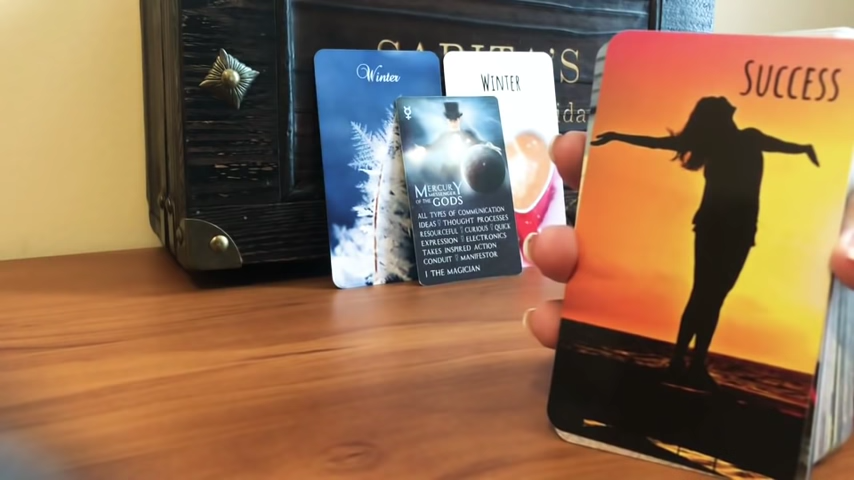 Winter
WINTER
SUCCESS
MERCURY
MESSENGER
OF THE GODS
ALL TYPES OF COMMUNICATION
IDEAS THOUGHT PROCESSES
RESOURCEFUL CURIOUS QUICK
EXPRESSION ELECTRONICS
TAKES INSPIRED ACTION
CONDUIT MANIFESTOR
1 THE MAGICIAN